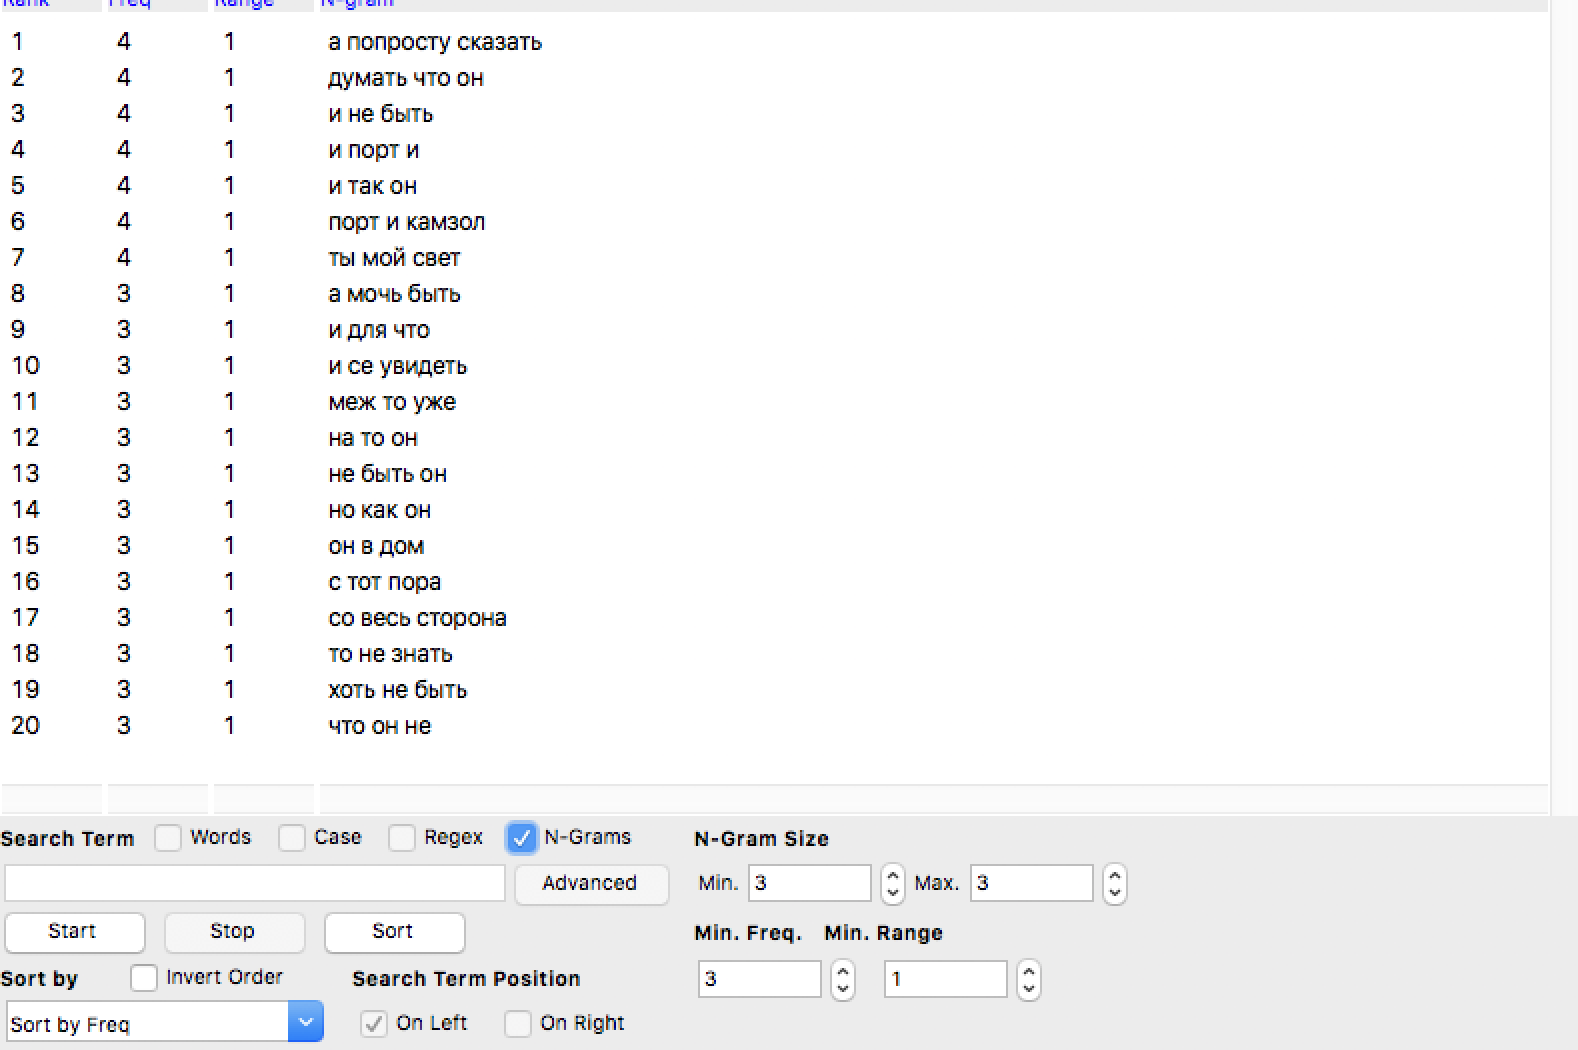 Rank Freq Range N-gram
1 4 1 а попросту сказать
2 4 1 думать что он
3 4 1 и не быть
4 4 1 и порт и
5 4 1 и так он
6 4 1 порт и камзол
7 4 1 ты мой свет
8 3 1 а мочь быть
9 3 1 и для что
10 3 1 и се увидеть
11 3 1 меж то уже
12 3 1 на то он
13 3 1 не быть он
14 3 1 но как он
15 3 1 он в дом
16 3 1 с тот пора
17 3 1 со весь сторона
18 3 1 то не знать
19 3 1 хоть не быть
20 3 1 что он не
Search Term Words Case Regex N-Grams N-Gram Size
Advanced Min. 3 Max. 3
Start Stop Sort Min. Freq. Min. Range
Sort by Invert Order Search Term Position 3 1
Sort by Freq On Left On Right